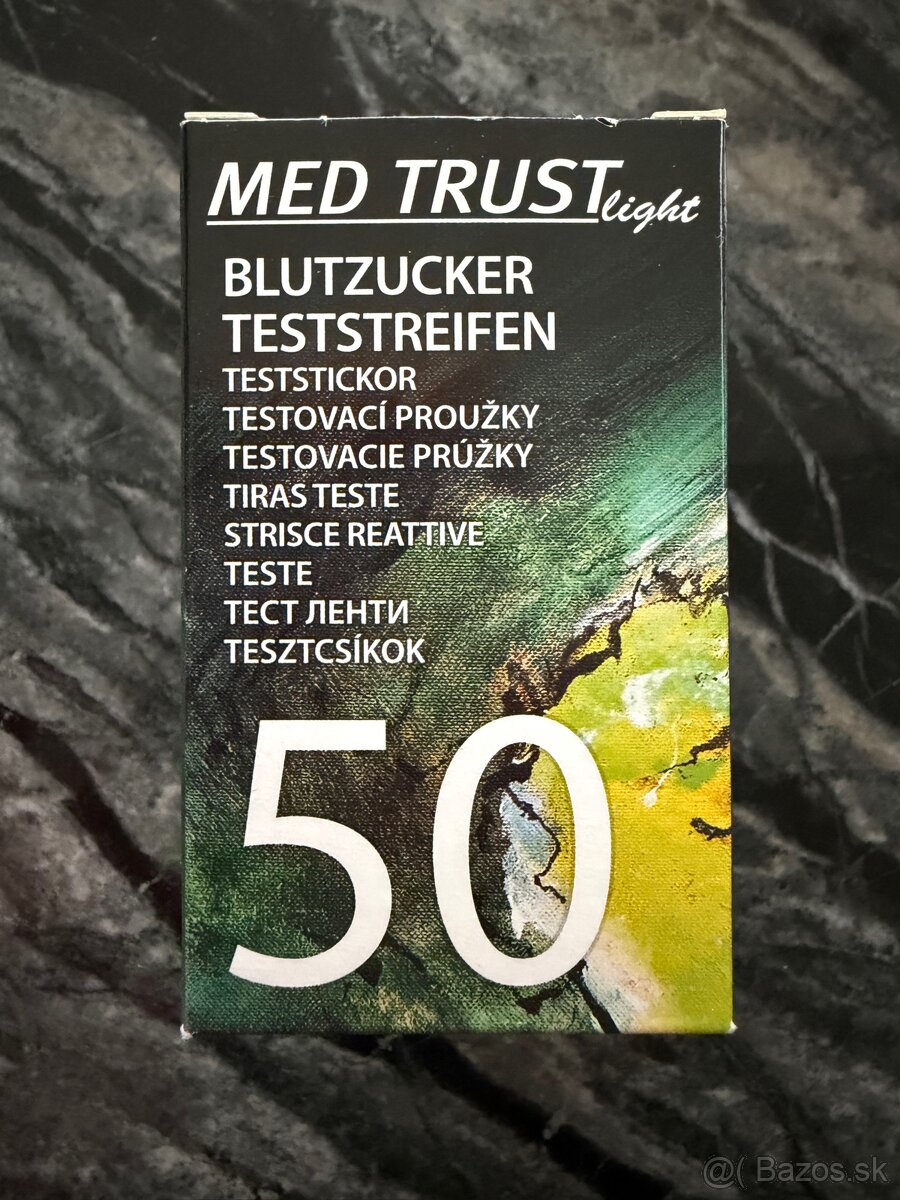 MED TRUST light
BLUTZUCKER
TESTSTREIFEN
TESTSTICKOR
TESTOVACÍ PROUŽKY
TESTOVACIE PRÚŽKY
TIRAS TESTE
STRISCE REATTIVE
TESTE
ТЕСТ ЛЕНТИ
TESZTCSÍKOK
50
@( Bazos.sk